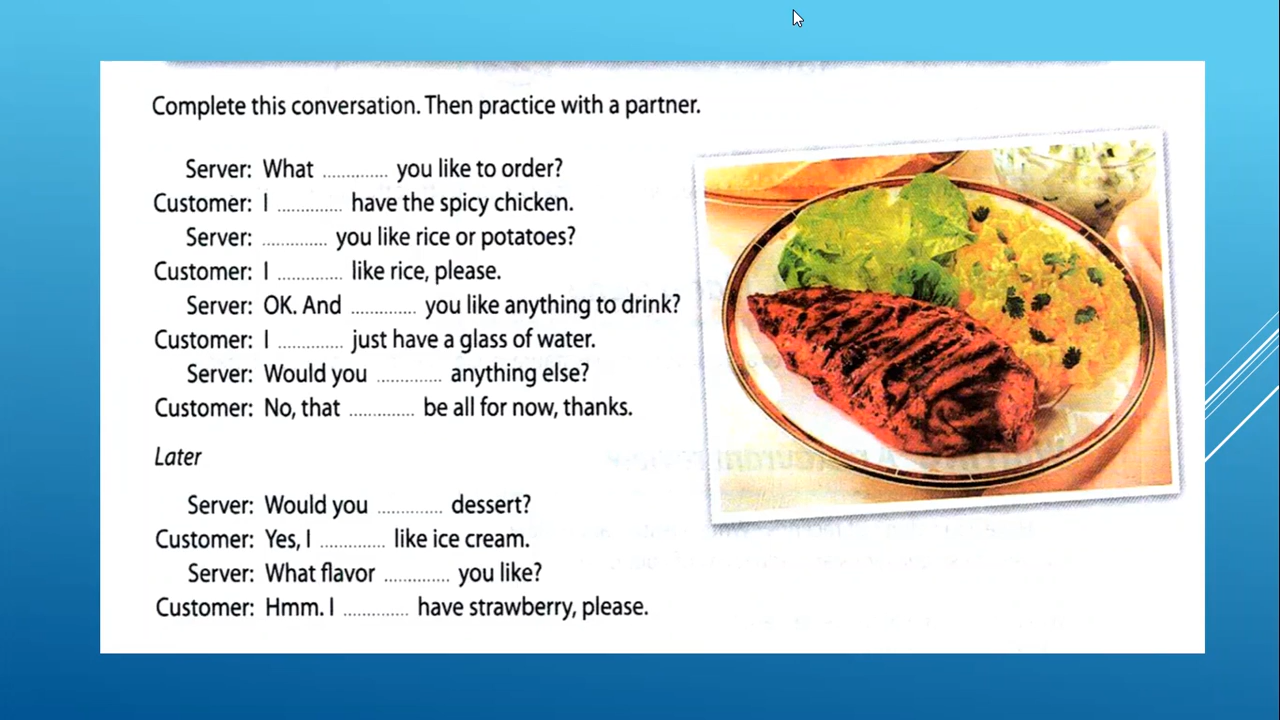 Complete this conversation. Then practice with a partner.
Server: What ............. you like to order?
Customer: I ............. have the spicy chicken.
Server: ............. you like rice or potatoes?
Customer: I ............. like rice, please.
Server: OK. And ............. you like anything to drink?
Customer: I ............. just have a glass of water.
Server: Would you ............. anything else?
Customer: No, that ............. be all for now, thanks.
Later
Server: Would you ............. dessert?
Customer: Yes, I ............. like ice cream.
Server: What flavor ............. you like?
Customer: Hmm. I ............. have strawberry, please.